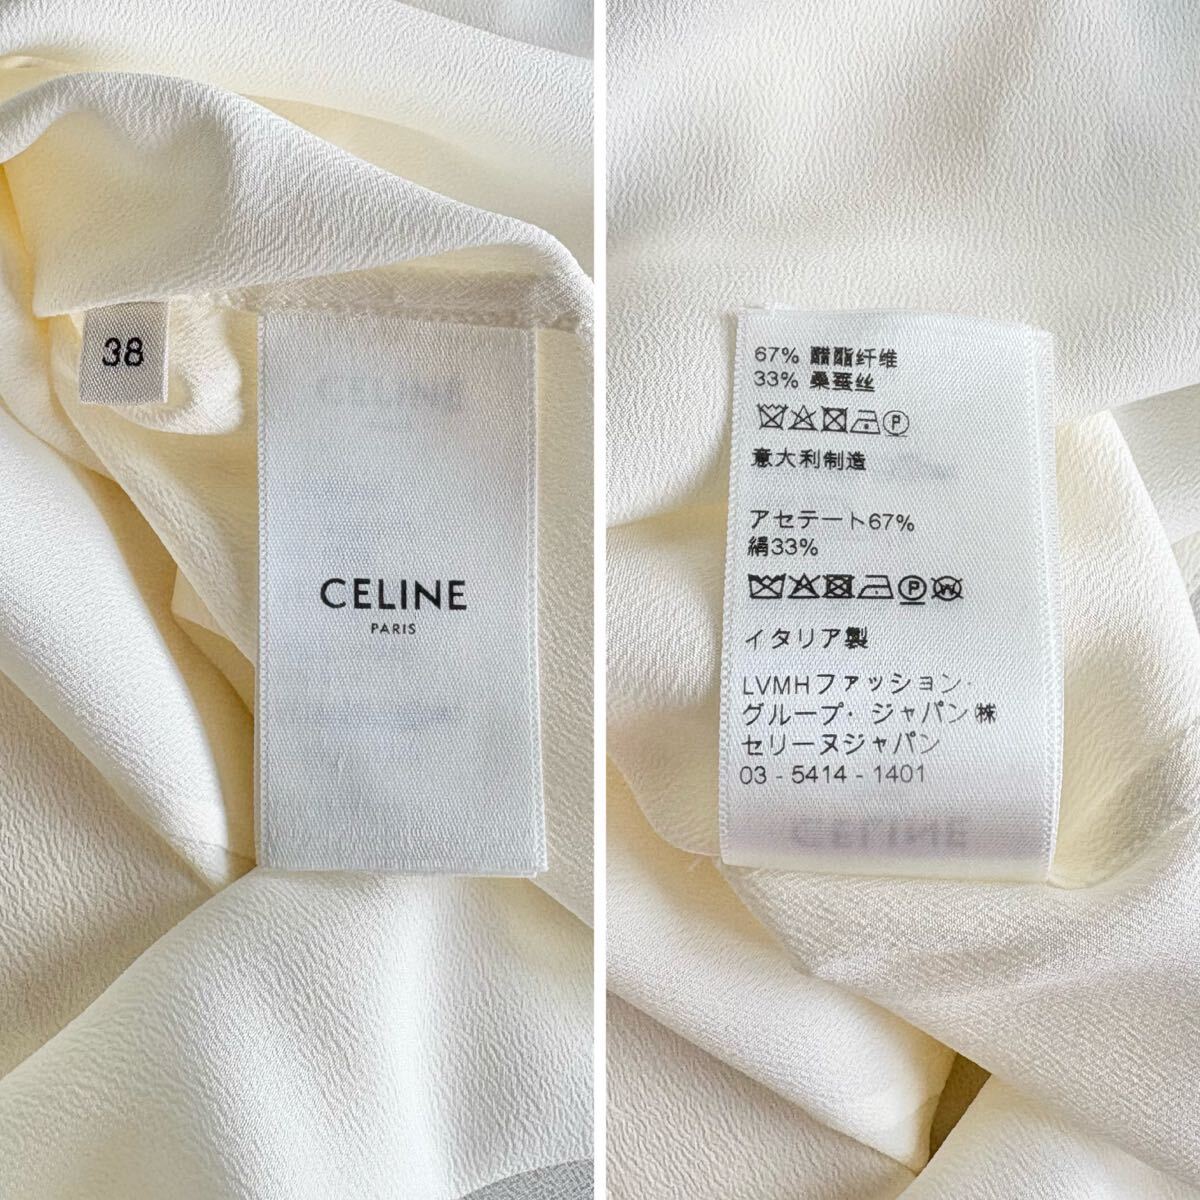 38
CELINE
PARIS
67% 醋酯纤维
33% 桑蚕丝
P
意大利制造
アセテート67%
絹33%
P W
イタリア製
LVMHファッション・
グループ・ジャパン㈱
セリーヌジャパン
03 - 5414 - 1401